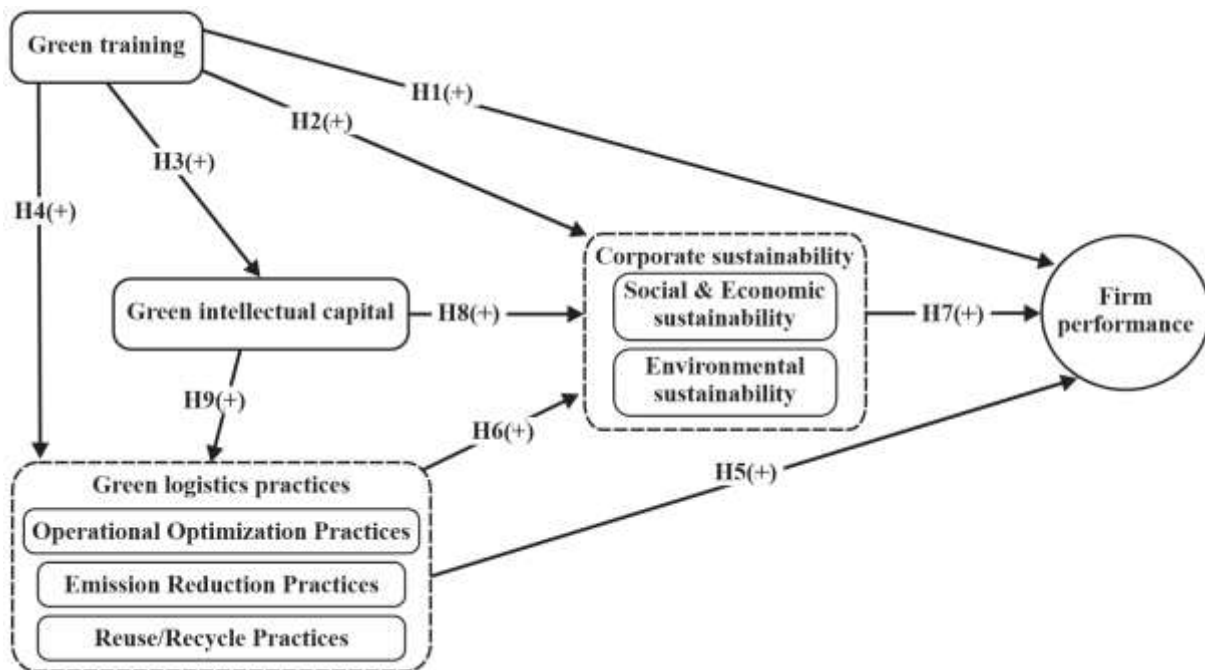 Green training
H1(+)
H2(+)
H3(+)
H4(+)
Corporate sustainability
Social & Economic
sustainability
Environmental
sustainability
Firm
performance
Green intellectual capital
H8(+)
H7(+)
H9(+)
H6(+)
H5(+)
Green logistics practices
Operational Optimization Practices
Emission Reduction Practices
Reuse/Recycle Practices